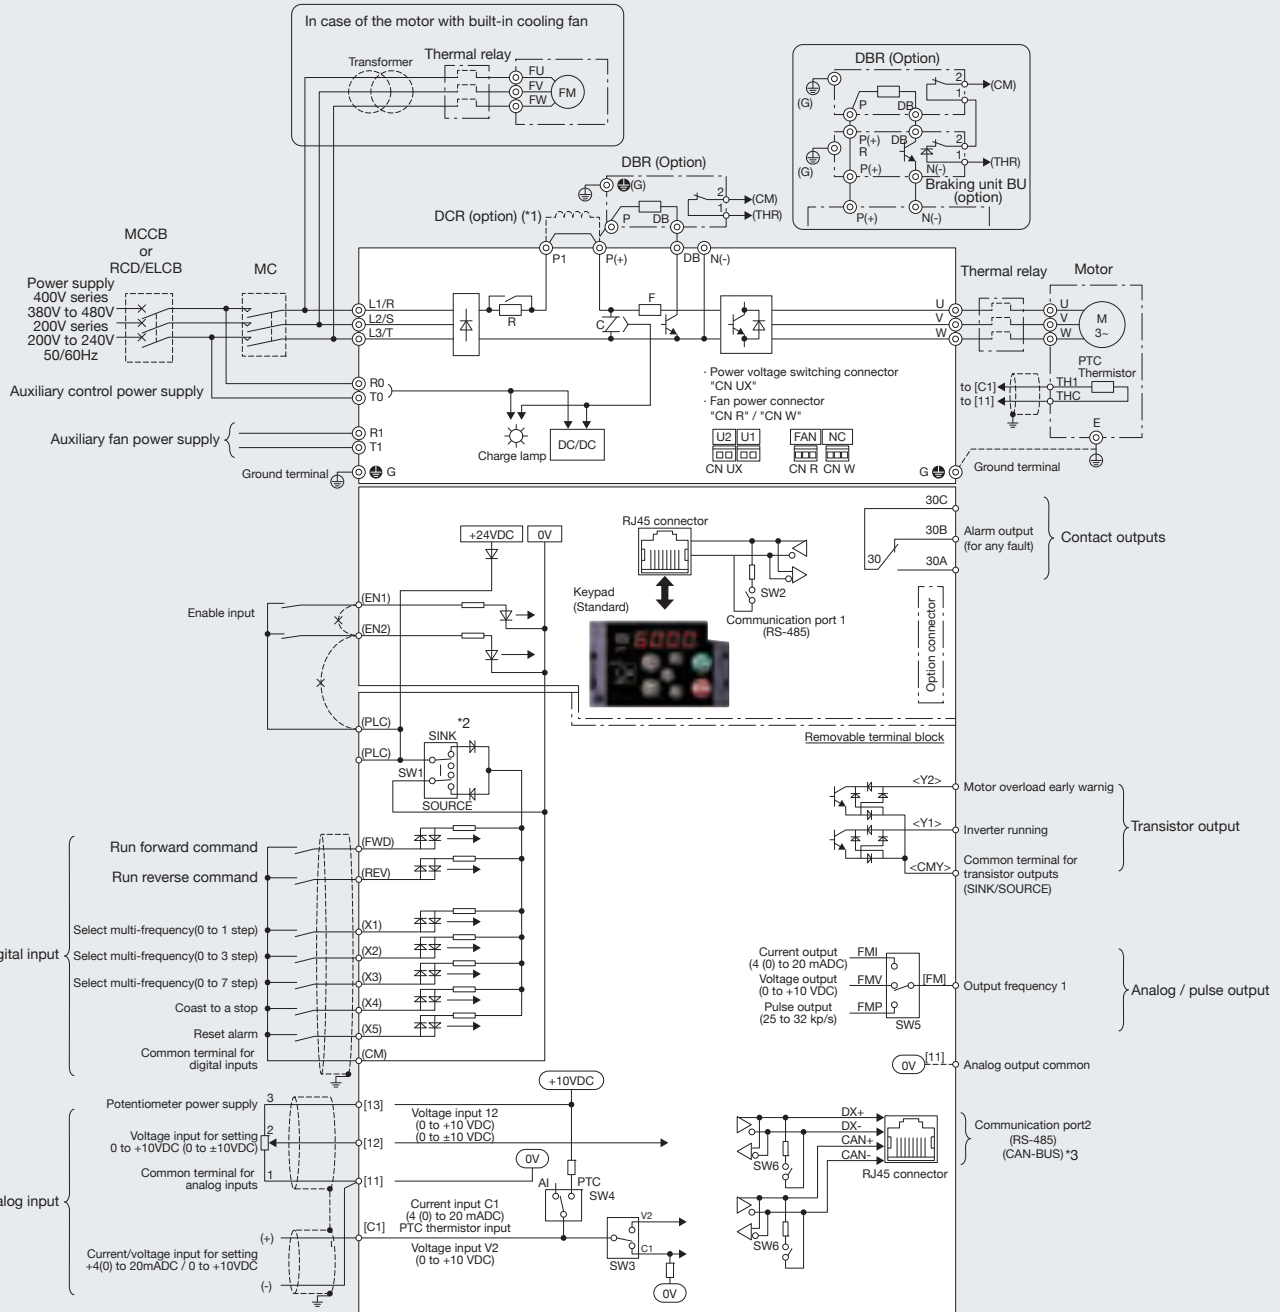 In case of the motor with built-in cooling fan
Transformer
Thermal relay
FU
FV
FW
FM
DBR (Option)
(G)
P
DB
2
1
(CM)
P(+)
R
DB
2
1
(THR)
(G)
P(+)
N(-)
Braking unit BU
(option)
P(+)
N(-)
DBR (Option)
(G)
DCR (option) (*1)
P
DB
2
1
(CM)
(THR)
P1
P(+)
DB
N(-)
MCCB
or
RCD/ELCB
MC
Power supply
400V series
380V to 480V
200V series
200V to 240V
50/60Hz
L1/R
L2/S
L3/T
R
C
F
U
V
W
Thermal relay
Motor
U
V
W
M
3~
PTC
Thermistor
to [C1]
to [11]
TH1
THC
E
Auxiliary control power supply
R0
T0
Auxiliary fan power supply
R1
T1
Ground terminal
G
Charge lamp
DC/DC
· Power voltage switching connector
"CN UX"
· Fan power connector
"CN R" / "CN W"
U2
U1
FAN
NC
CN UX
CN R
CN W
G
Ground terminal
+24VDC
0V
RJ45 connector
SW2
Keypad
(Standard)
Communication port 1
(RS-485)
30C
30B
30
30A
Alarm output
(for any fault)
Contact outputs
Option connector
Enable input
(EN1)
(EN2)
(PLC)
(PLC)
*2
SINK
SW1
SOURCE
Removable terminal block
<Y2>
Motor overload early warnig
<Y1>
Inverter running
<CMY>
Common terminal for
transistor outputs
(SINK/SOURCE)
Transistor output
gital input
Run forward command
(FWD)
Run reverse command
(REV)
Select multi-frequency(0 to 1 step)
(X1)
Select multi-frequency(0 to 3 step)
(X2)
Select multi-frequency(0 to 7 step)
(X3)
Coast to a stop
(X4)
Reset alarm
(X5)
Common terminal for
digital inputs
(CM)
Current output
(4 (0) to 20 mADC)
FMI
Voltage output
(0 to +10 VDC)
FMV
Pulse output
(25 to 32 kp/s)
FMP
SW5
[FM]
Output frequency 1
Analog / pulse output
0V
[11]
Analog output common
alog input
Potentiometer power supply
3
[13]
+10VDC
Voltage input for setting
0 to +10VDC (0 to ±10VDC)
2
[12]
Voltage input 12
(0 to +10 VDC)
(0 to ±10 VDC)
Common terminal for
analog inputs
1
[11]
0V
AI
PTC
SW4
Current input C1
(4 (0) to 20 mADC)
PTC thermistor input
[C1]
Voltage input V2
(0 to +10 VDC)
V2
C1
SW3
0V
(+)
Current/voltage input for setting
+4(0) to 20mADC / 0 to +10VDC
(-)
DX+
DX-
CAN+
CAN-
SW6
RJ45 connector
SW6
Communication port2
(RS-485)
(CAN-BUS) *3